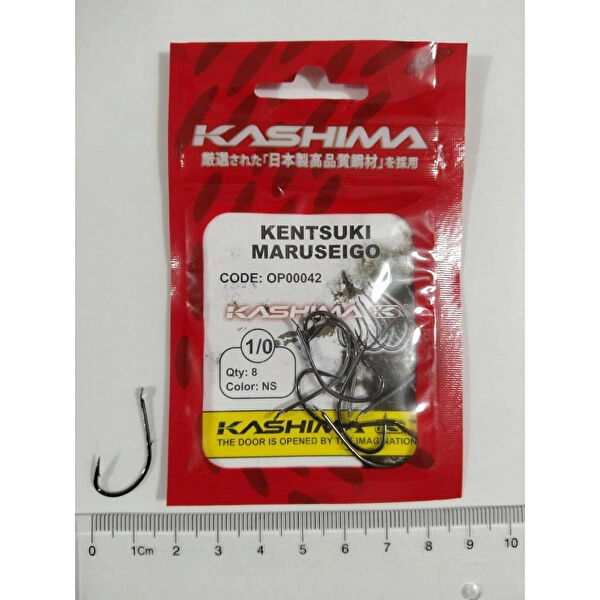 KASHIMA
厳選された「日本製高品質鋼材」を採用
KENTSUKI
MARUSEIGO
CODE: OP00042
KASHIMA K
1/0
Qty: 8
Color: NS
KASHIMA
THE DOOR IS OPENED BY THE IMAGINATION
0 1Cm 2 3 4 5 6 7 8 9 10